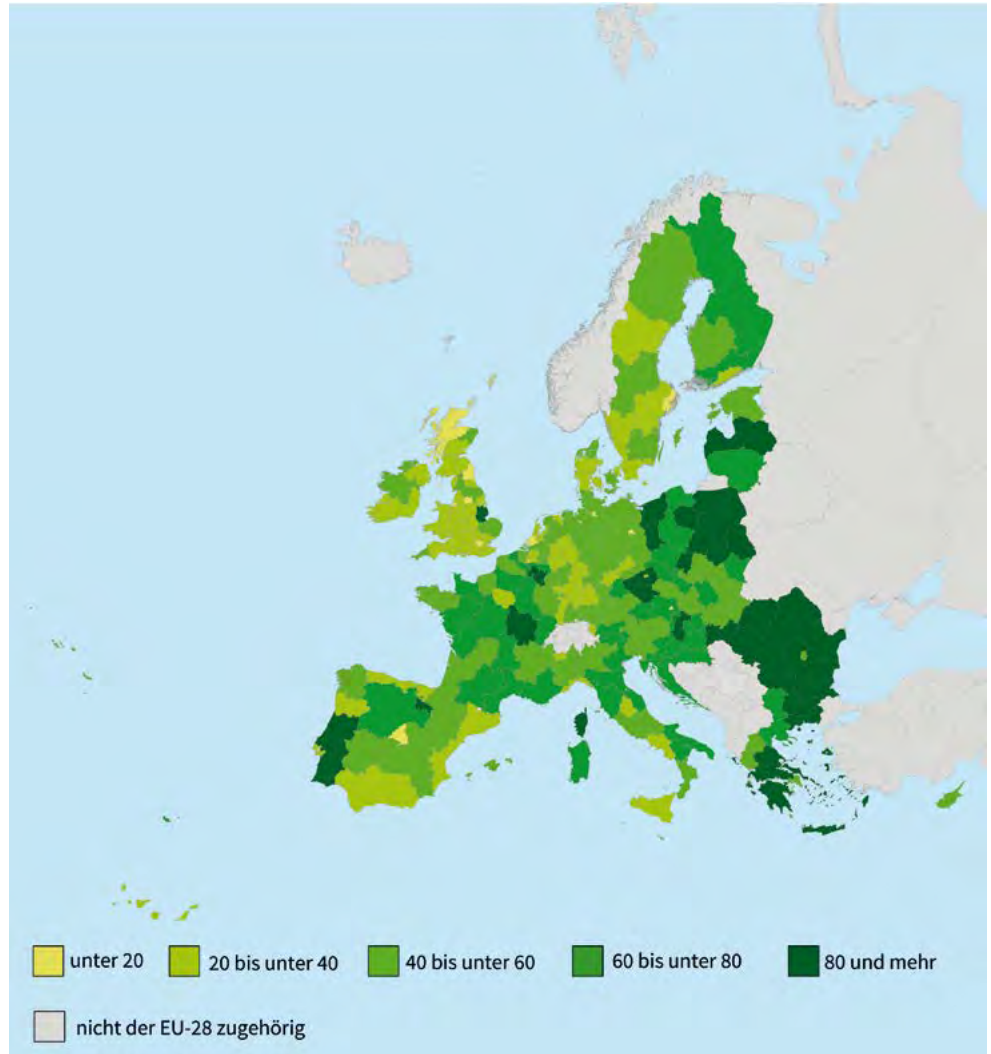 unter 20
20 bis unter 40
40 bis unter 60
60 bis unter 80
80 und mehr
nicht der EU-28 zugehörig